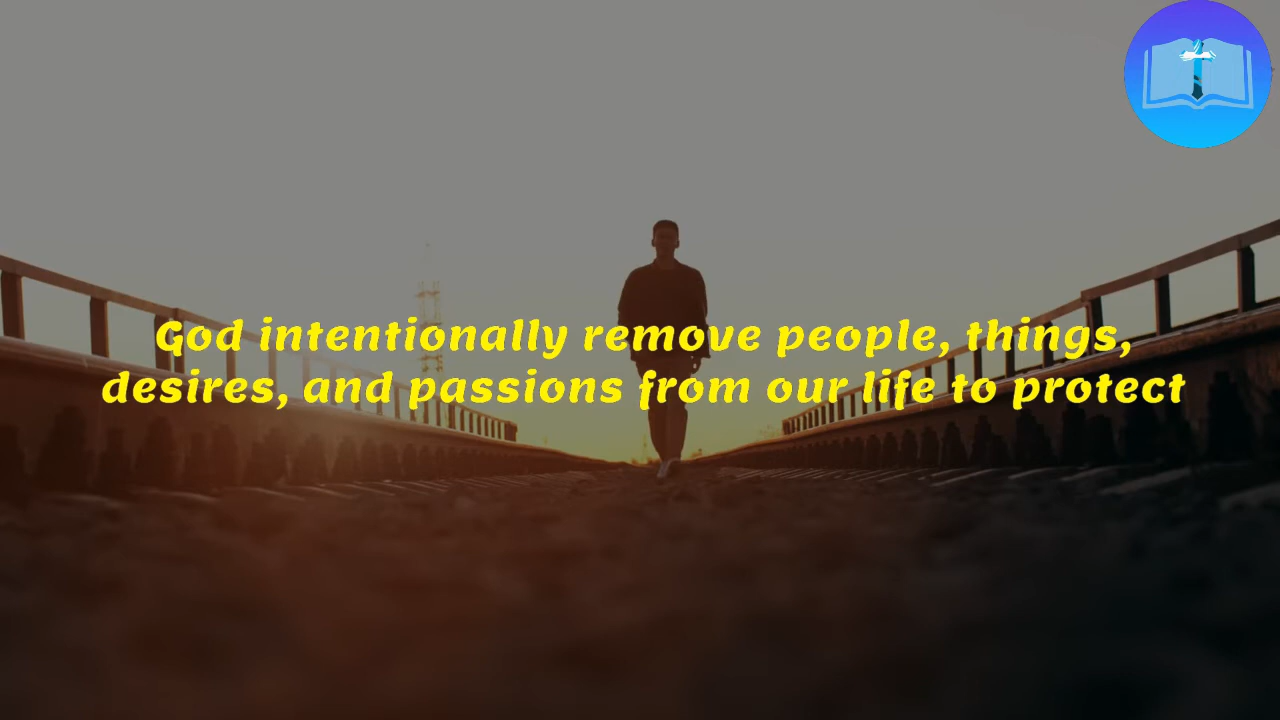 God intentionally remove people, things,
desires, and passions from our life to protect